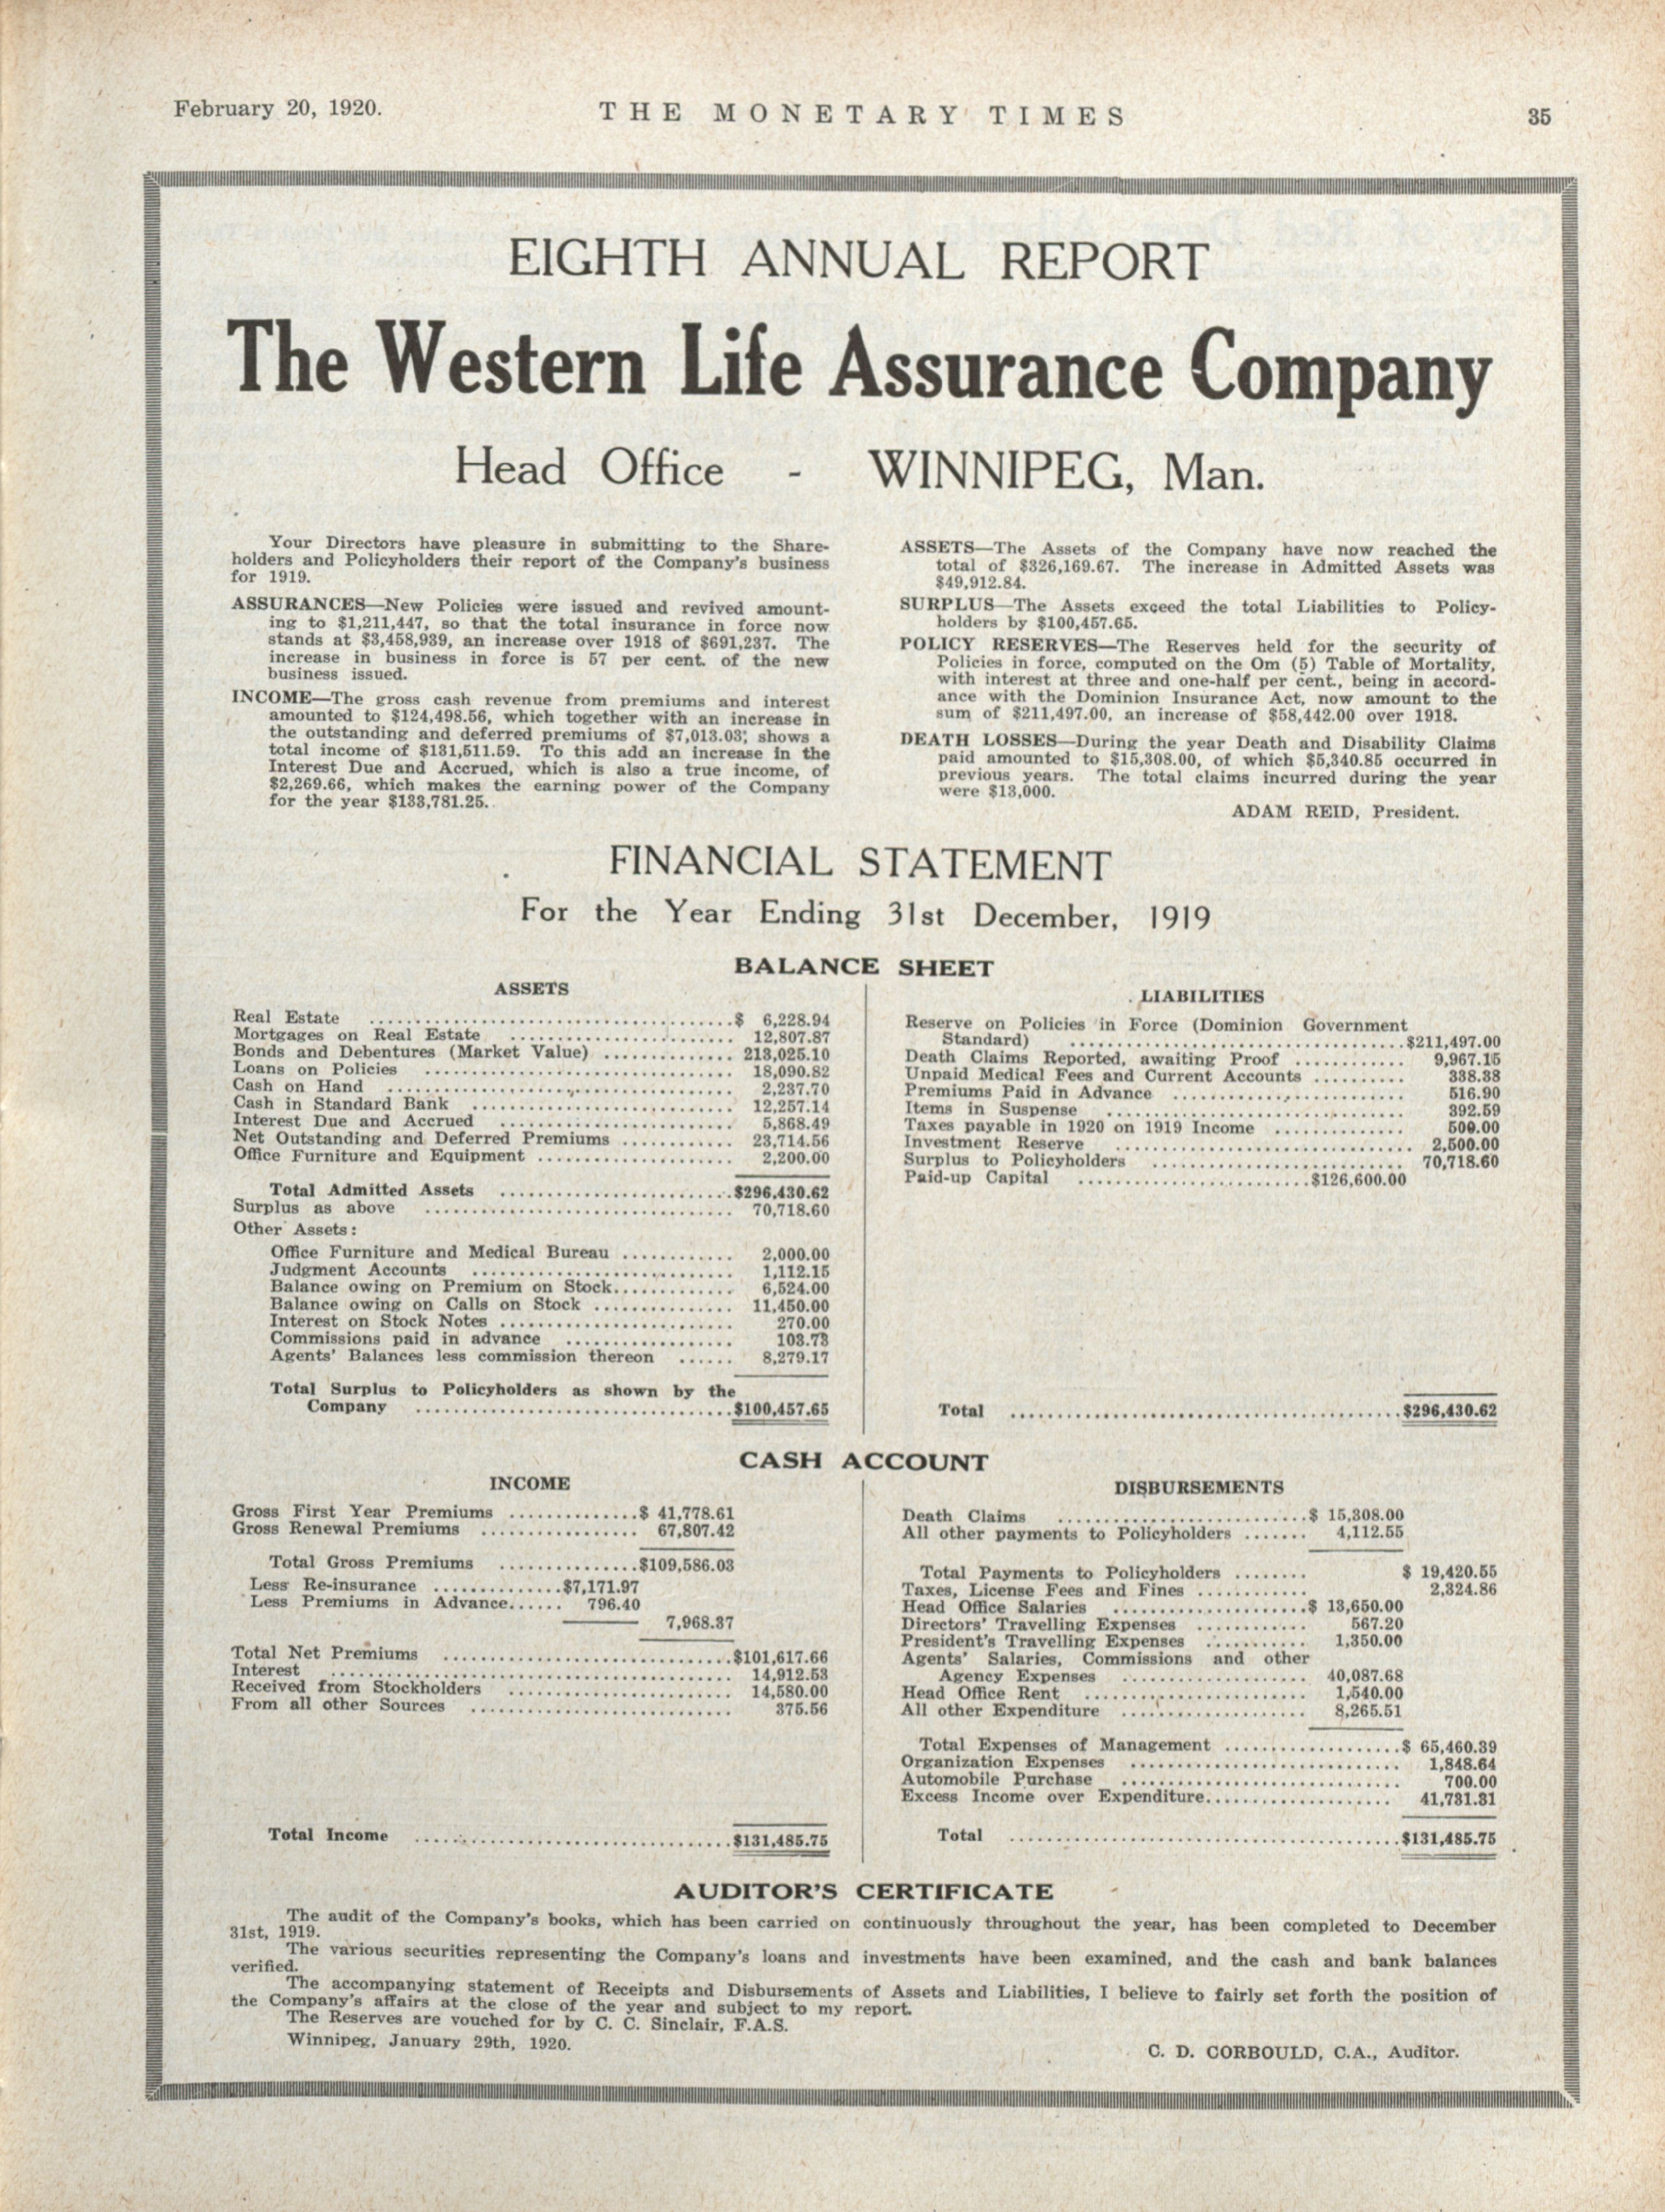 February 20, 1920.
THE MONETARY TIMES
35
EIGHTH ANNUAL REPORT
The Western Life Assurance Company
Head Office - WINNIPEG, Man.
Your Directors have pleasure in submitting to the Share-
holders and Policyholders their report of the Company's business
for 1919.
ASSURANCES—New Policies were issued and revived amount-
ing to $1,211,447, so that the total insurance in force now
stands at $3,458,939, an increase over 1918 of $691,237. The
increase in business in force is 57 per cent. of the new
business issued.
INCOME—The gross cash revenue from premiums and interest
amounted to $124,498.56, which together with an increase in
the outstanding and deferred premiums of $7,013.03; shows a
total income of $131,511.59. To this add an increase in the
Interest Due and Accrued, which is also a true income, of
$2,269.66, which makes the earning power of the Company
for the year $133,781.25.
ASSETS—The Assets of the Company have now reached the
total of $326,169.67. The increase in Admitted Assets was
$49,912.84.
SURPLUS—The Assets exceed the total Liabilities to Policy-
holders by $100,457.65.
POLICY RESERVES—The Reserves held for the security of
Policies in force, computed on the Om (5) Table of Mortality,
with interest at three and one-half per cent., being in accord-
ance with the Dominion Insurance Act, now amount to the
sum of $211,497.00, an increase of $58,442.00 over 1918.
DEATH LOSSES—During the year Death and Disability Claims
paid amounted to $15,308.00, of which $5,340.85 occurred in
previous years. The total claims incurred during the year
were $13,000.
ADAM REID, President.
FINANCIAL STATEMENT
For the Year Ending 31st December, 1919
BALANCE SHEET
ASSETS
Real Estate ........ $ 6,228.94
Mortgages on Real Estate ........ 12,807.87
Bonds and Debentures (Market Value) ........ 213,025.10
Loans on Policies ........ 18,090.82
Cash on Hand ........ 2,237.70
Cash in Standard Bank ........ 12,257.14
Interest Due and Accrued ........ 5,868.49
Net Outstanding and Deferred Premiums ........ 23,714.56
Office Furniture and Equipment ........ 2,200.00
Total Admitted Assets ........ $296,430.62
Surplus as above ........ 70,718.60
Other Assets:
Office Furniture and Medical Bureau ........ 2,000.00
Judgment Accounts ........ 1,112.15
Balance owing on Premium on Stock ........ 6,524.00
Balance owing on Calls on Stock ........ 11,450.00
Interest on Stock Notes ........ 270.00
Commissions paid in advance ........ 103.73
Agents' Balances less commission thereon ...... 8,279.17
Total Surplus to Policyholders as shown by the
Company ........ $100,457.65
LIABILITIES
Reserve on Policies in Force (Dominion Government
Standard) ........ $211,497.00
Death Claims Reported, awaiting Proof ........ 9,967.15
Unpaid Medical Fees and Current Accounts ........ 338.38
Premiums Paid in Advance ........ 516.90
Items in Suspense ........ 392.59
Taxes payable in 1920 on 1919 Income ........ 500.00
Investment Reserve ........ 2,500.00
Surplus to Policyholders ........ 70,718.60
Paid-up Capital ........ $126,600.00
Total ........ $296,430.62
CASH ACCOUNT
INCOME
Gross First Year Premiums ........ $ 41,778.61
Gross Renewal Premiums ........ 67,807.42
Total Gross Premiums ........ $109,586.03
Less Re-insurance ........ $7,171.97
Less Premiums in Advance...... 796.40
7,968.37
Total Net Premiums ........ $101,617.66
Interest ........ 14,912.53
Received from Stockholders ........ 14,580.00
From all other Sources ........ 375.56
Total Income ........ $131,485.75
DISBURSEMENTS
Death Claims ........ $ 15,308.00
All other payments to Policyholders ....... 4,112.55
Total Payments to Policyholders ........ $ 19,420.55
Taxes, License Fees and Fines ........ 2,324.86
Head Office Salaries ........ $ 13,650.00
Directors' Travelling Expenses ........ 567.20
President's Travelling Expenses ........ 1,350.00
Agents' Salaries, Commissions and other
Agency Expenses ........ 40,087.68
Head Office Rent ........ 1,540.00
All other Expenditure ........ 8,265.51
Total Expenses of Management ........ $ 65,460.39
Organization Expenses ........ 1,848.64
Automobile Purchase ........ 700.00
Excess Income over Expenditure ........ 41,731.31
Total ........ $131,485.75
AUDITOR'S CERTIFICATE
The audit of the Company's books, which has been carried on continuously throughout the year, has been completed to December
31st, 1919.
The various securities representing the Company's loans and investments have been examined, and the cash and bank balances
verified.
The accompanying statement of Receipts and Disbursements of Assets and Liabilities, I believe to fairly set forth the position of
the Company's affairs at the close of the year and subject to my report.
The Reserves are vouched for by C. C. Sinclair, F.A.S.
Winnipeg, January 29th, 1920.
C. D. CORBOULD, C.A., Auditor.